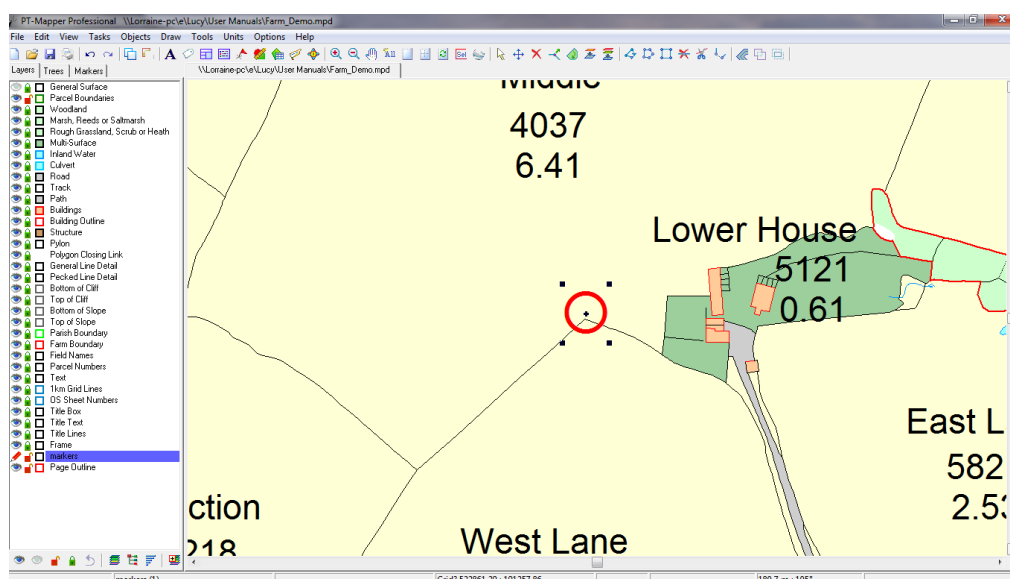 PT-Mapper Professional \\Lorraine-pc\e\Lucy\User Manuals\Farm_Demo.mpd
File Edit View Tasks Objects Draw Tools Units Options Help
Layers Trees Markers
\\Lorraine-pc\e\Lucy\User Manuals\Farm_Demo.mpd
General Surface
Parcel Boundaries
Woodland
Marsh, Reeds or Saltmarsh
Rough Grassland, Scrub or Heath
Multi-Surface
Inland Water
Culvert
Road
Track
Path
Buildings
Building Outline
Structure
Pylon
Polygon Closing Link
General Line Detail
Pecked Line Detail
Bottom of Cliff
Top of Cliff
Bottom of Slope
Top of Slope
Parish Boundary
Farm Boundary
Field Names
Parcel Numbers
Text
1km Grid Lines
OS Sheet Numbers
Title Box
Title Text
Title Lines
Frame
markers
Page Outline
Middle
4037
6.41
Lower House
5121
0.61
East L
582
2.53
ction
218
West Lane
markers (1)